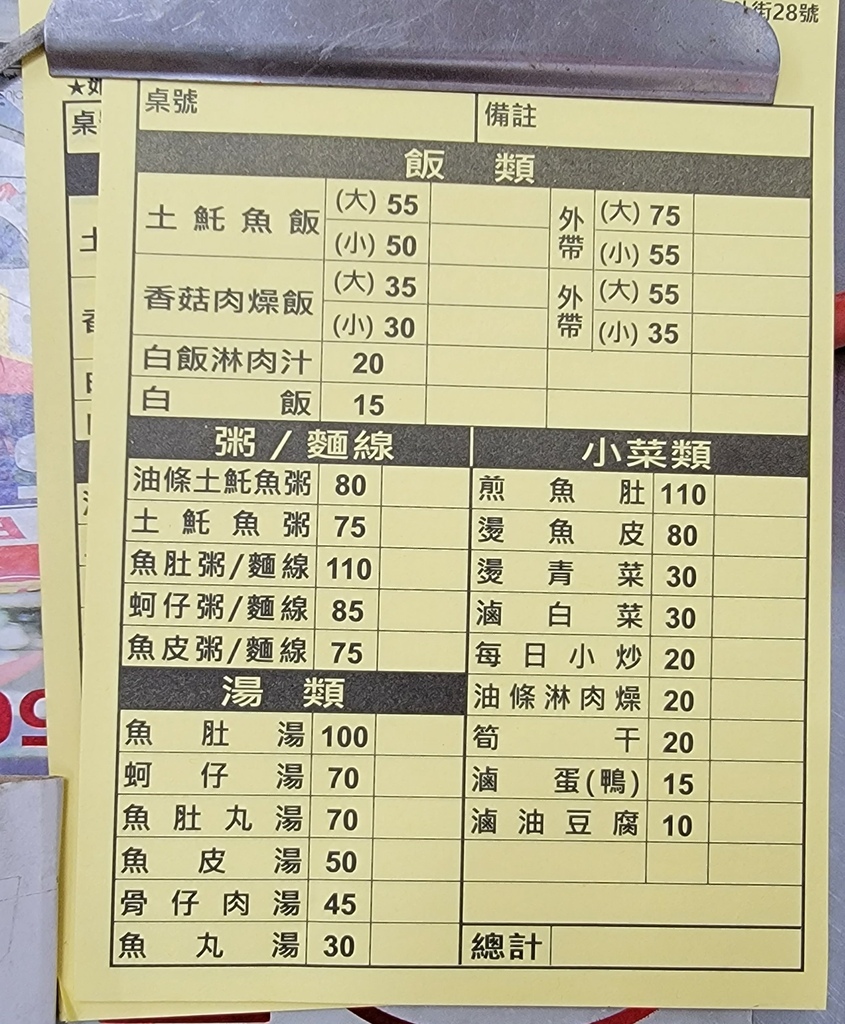 街28號
★如
桌號 備註
飯 類
土魠魚飯 (大) 55 外帶 (大) 75
(小) 50 (小) 55
香菇肉燥飯 (大) 35 外帶 (大) 55
(小) 30 (小) 35
白飯淋肉汁 20
白飯 15
粥/麵線 小菜類
油條土魠魚粥 80 煎魚肚 110
土魠魚粥 75 燙魚皮 80
魚肚粥/麵線 110 燙青菜 30
蚵仔粥/麵線 85 滷白菜 30
魚皮粥/麵線 75 每日小炒 20
湯類 油條淋肉燥 20
魚肚湯 100 筍干 20
蚵仔湯 70 滷蛋(鴨) 15
魚肚丸湯 70 滷油豆腐 10
魚皮湯 50
骨仔肉湯 45
魚丸湯 30 總計